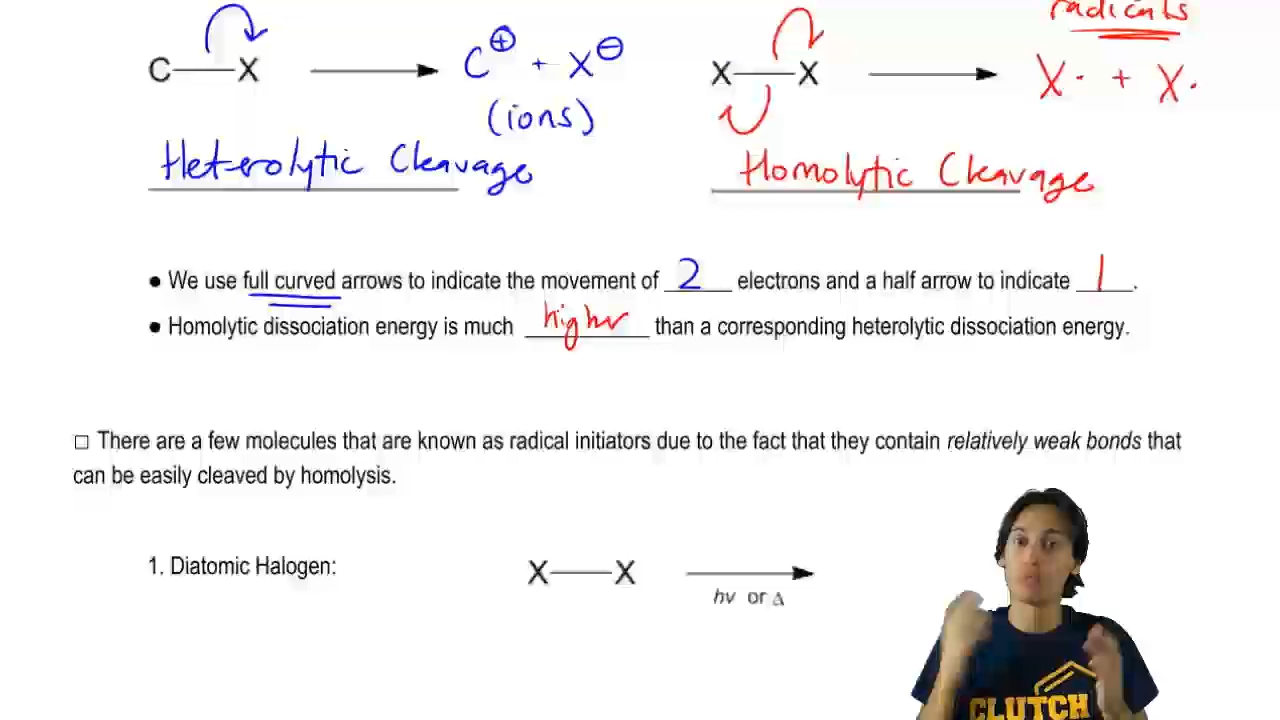 radicals
C—X → C⊕ + X⊖
X—X → X· + X·
(ions)
Heterolytic Cleavage
Homolytic Cleavage
● We use full curved arrows to indicate the movement of 2 electrons and a half arrow to indicate 1.
● Homolytic dissociation energy is much higher than a corresponding heterolytic dissociation energy.
□ There are a few molecules that are known as radical initiators due to the fact that they contain relatively weak bonds that
can be easily cleaved by homolysis.
1. Diatomic Halogen: X—X →
hv or Δ
CLUTCH